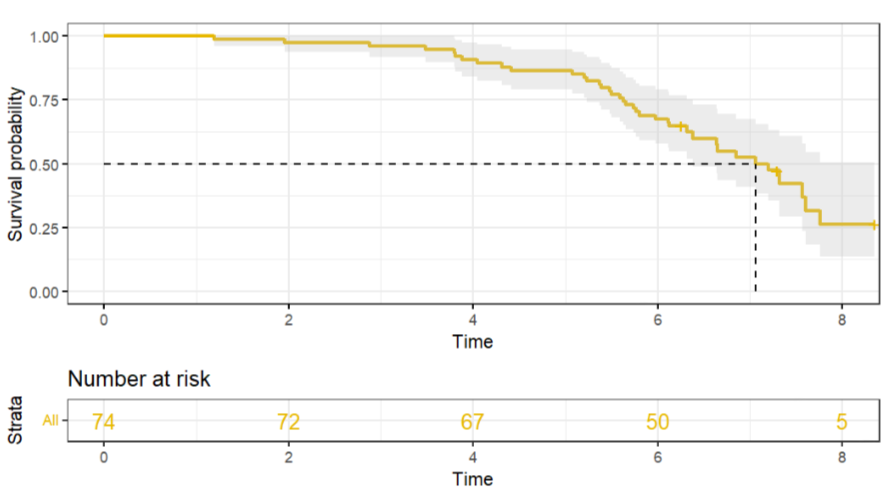 Survival probability
1.00
0.75
0.50
0.25
0.00
0 2 4 6 8
Time
Number at risk
Strata
All 74 72 67 50 5
0 2 4 6 8
Time